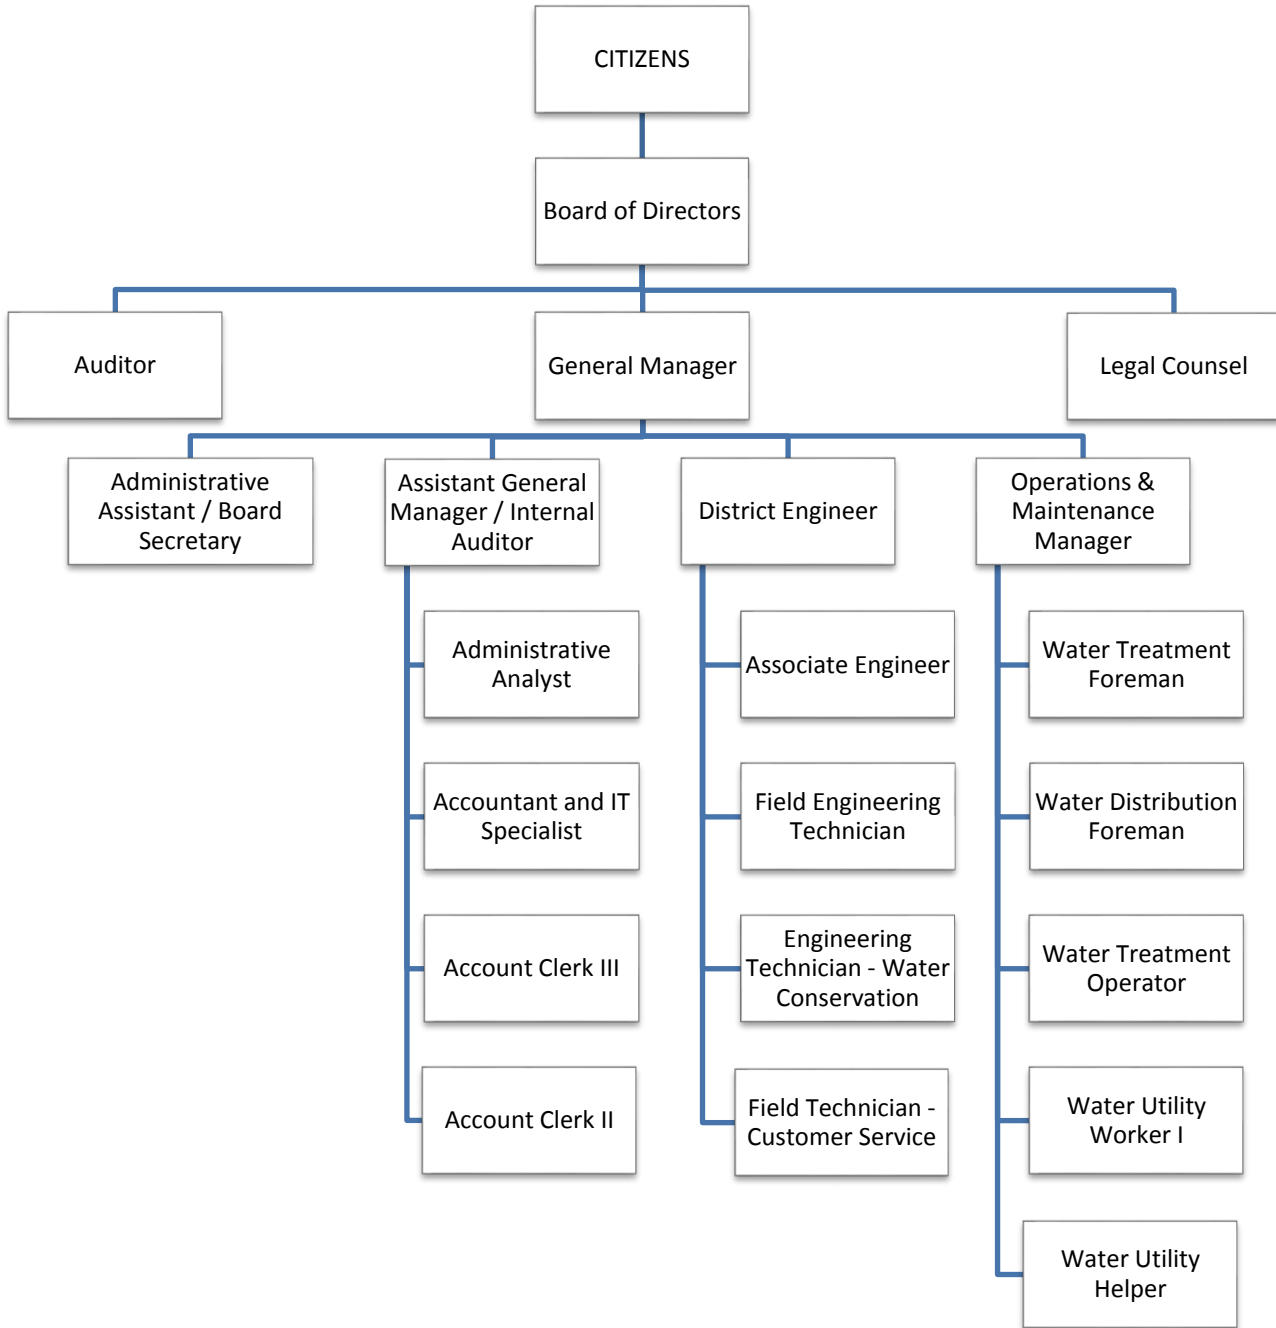 CITIZENS
Board of Directors
Auditor
General Manager
Legal Counsel
Administrative
Assistant / Board
Secretary
Assistant General
Manager / Internal
Auditor
District Engineer
Operations &
Maintenance
Manager
Administrative
Analyst
Associate Engineer
Water Treatment
Foreman
Accountant and IT
Specialist
Field Engineering
Technician
Water Distribution
Foreman
Account Clerk III
Engineering
Technician - Water
Conservation
Water Treatment
Operator
Account Clerk II
Field Technician -
Customer Service
Water Utility
Worker I
Water Utility
Helper